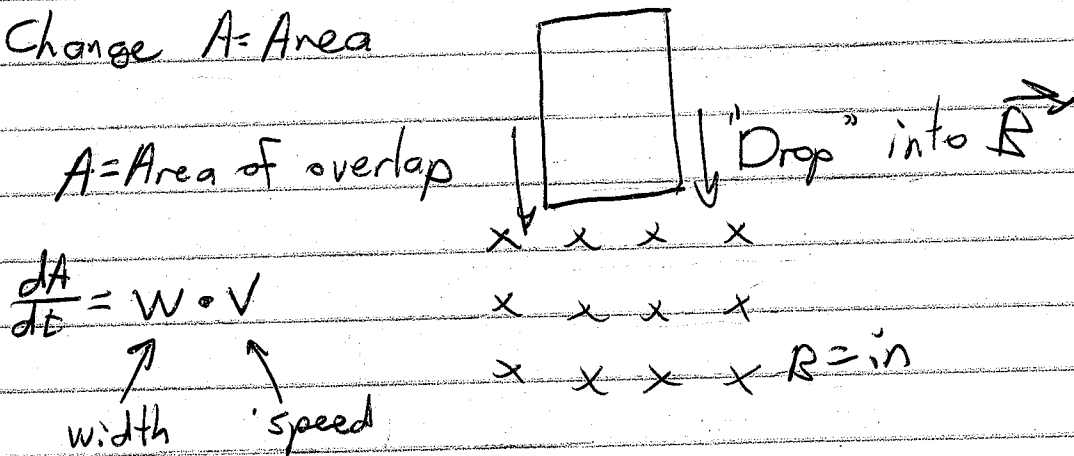 Change A = Area
A = Area of overlap
"Drop" into B⃗
x x x x
dA/dt = W • V
x x x x
x x x x B = in
width speed